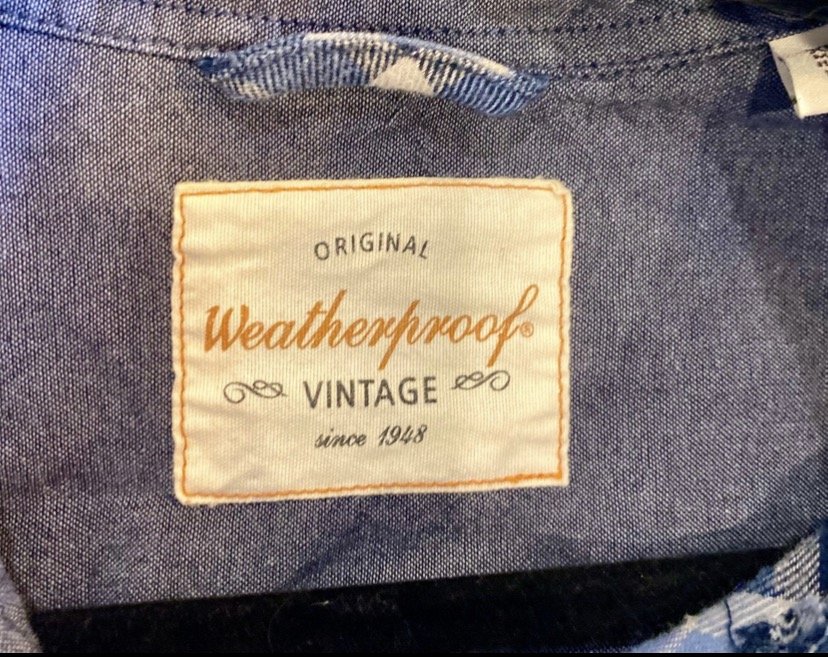 ORIGINAL
Weatherproof®
VINTAGE
since 1948